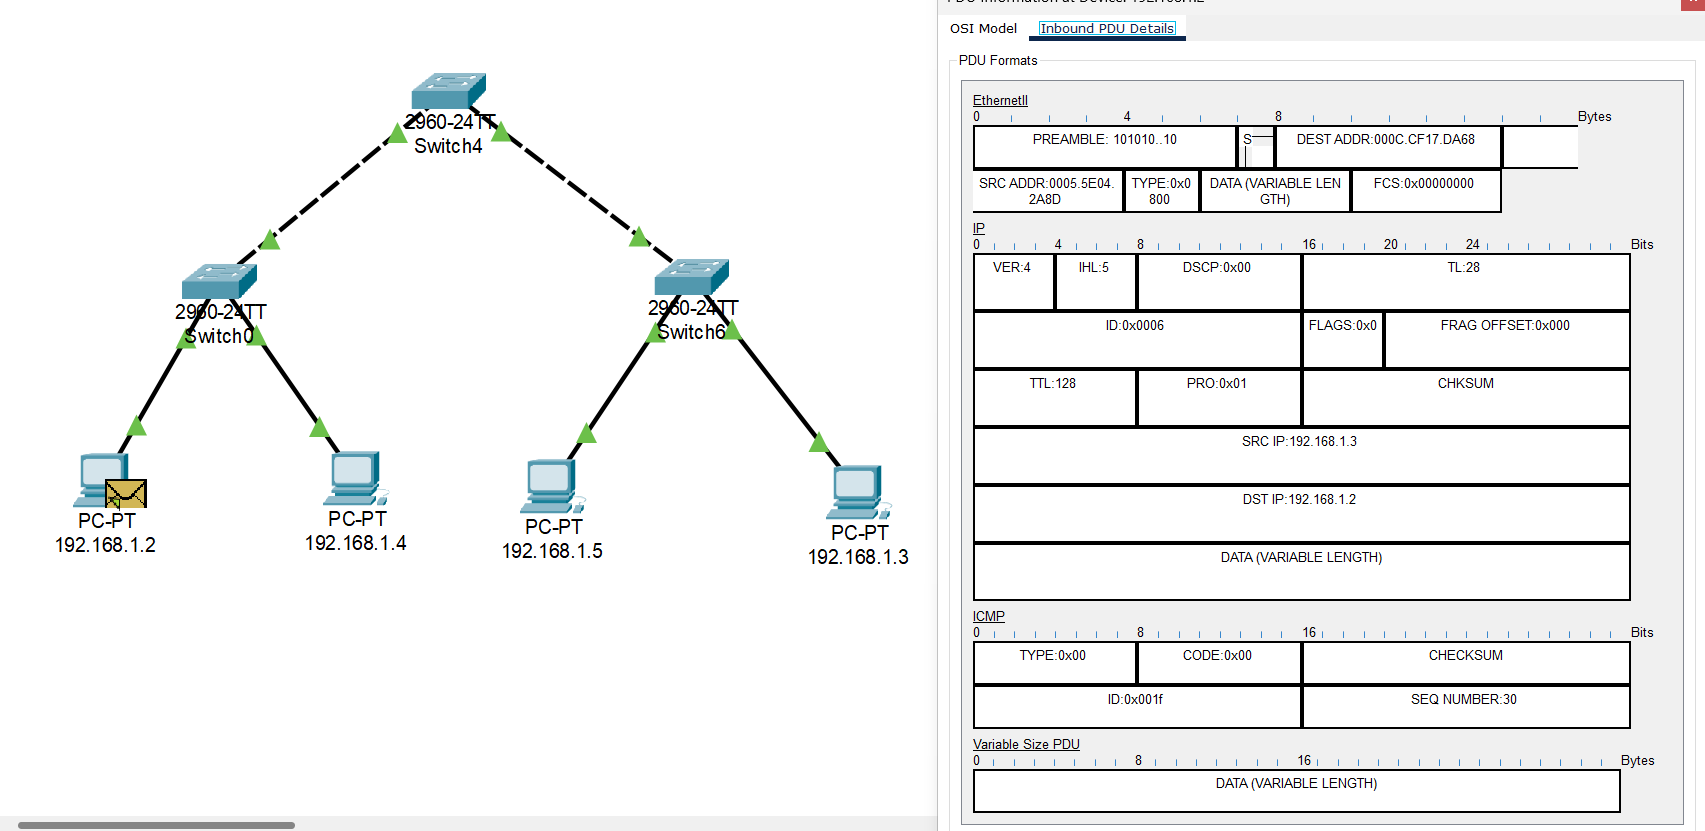 2960-24TT
Switch4
2960-24TT
Switch0
2960-24TT
Switch6
PC-PT
192.168.1.2
PC-PT
192.168.1.4
PC-PT
192.168.1.5
PC-PT
192.168.1.3
OSI Model
Inbound PDU Details
PDU Formats
EthernetII
0 4 8 Bytes
PREAMBLE: 101010..10
S
DEST ADDR:000C.CF17.DA68
SRC ADDR:0005.5E04.
2A8D
TYPE:0x0
800
DATA (VARIABLE LEN
GTH)
FCS:0x00000000
IP
0 4 8 16 20 24 Bits
VER:4 IHL:5 DSCP:0x00 TL:28
ID:0x0006 FLAGS:0x0 FRAG OFFSET:0x000
TTL:128 PRO:0x01 CHKSUM
SRC IP:192.168.1.3
DST IP:192.168.1.2
DATA (VARIABLE LENGTH)
ICMP
0 8 16 Bits
TYPE:0x00 CODE:0x00 CHECKSUM
ID:0x001f SEQ NUMBER:30
Variable Size PDU
0 8 16 Bytes
DATA (VARIABLE LENGTH)